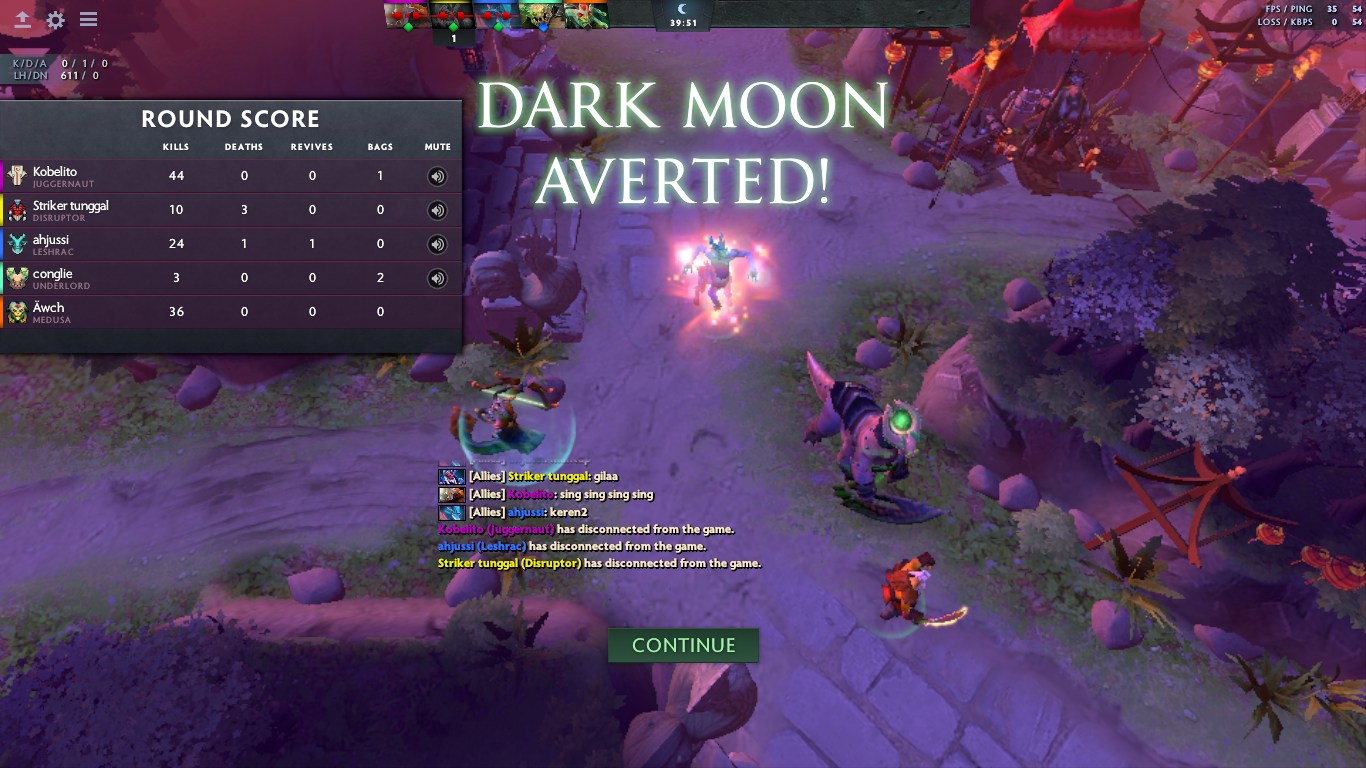 39:51
FPS / PING 35 54
LOSS / KBPS 0 54
1
K/D/A 0 / 1 / 0
LH/DN 611 / 0
DARK MOON
AVERTED!
ROUND SCORE
KILLS DEATHS REVIVES BAGS MUTE
Kobelito
JUGGERNAUT
44 0 0 1
Striker tunggal
DISRUPTOR
10 3 0 0
ahjussi
LESHRAC
24 1 1 0
conglie
UNDERLORD
3 0 0 2
Äwch
MEDUSA
36 0 0 0
[Allies] Striker tunggal: gilaa
[Allies] Kobelito: sing sing sing sing
[Allies] ahjussi: keren2
Kobelito (Juggernaut) has disconnected from the game.
ahjussi (Leshrac) has disconnected from the game.
Striker tunggal (Disruptor) has disconnected from the game.
CONTINUE